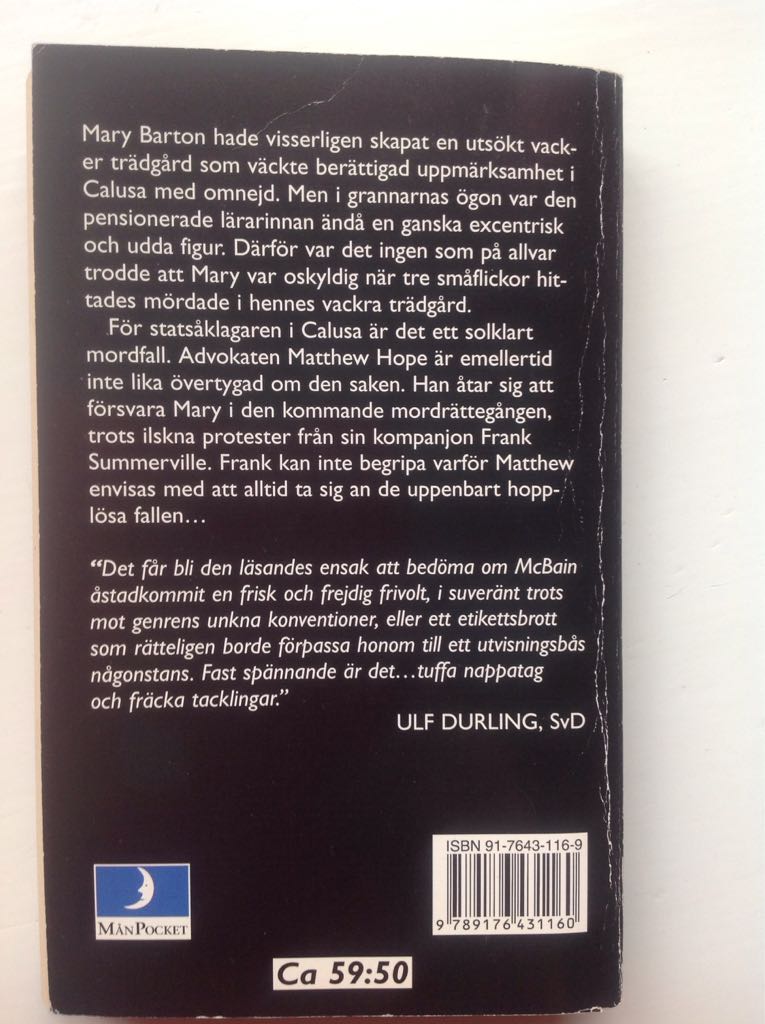 Mary Barton hade visserligen skapat en utsökt vack-
er trädgård som väckte berättigad uppmärksamhet i
Calusa med omnejd. Men i grannarnas ögon var den
pensionerade lärarinnan ändå en ganska excentrisk
och udda figur. Därför var det ingen som på allvar
trodde att Mary var oskyldig när tre småflickor hit-
tades mördade i hennes vackra trädgård.
För statsåklagaren i Calusa är det ett solklart
mordfall. Advokaten Matthew Hope är emellertid
inte lika övertygad om den saken. Han åtar sig att
försvara Mary i den kommande mordrättegången,
trots ilskna protester från sin kompanjon Frank
Summerville. Frank kan inte begripa varför Matthew
envisas med att alltid ta sig an de uppenbart hopp-
lösa fallen...
“Det får bli den läsandes ensak att bedöma om McBain
åstadkommit en frisk och frejdig frivolt, i suveränt trots
mot genrens unkna konventioner, eller ett etikettsbrott
som rätteligen borde förpassa honom till ett utvisningsbås
någonstans. Fast spännande är det...tuffa nappatag
och fräcka tacklingar.”
ULF DURLING, SvD
ISBN 91-7643-116-9
9 789176 431160
MÅNPOCKET
Ca 59:50